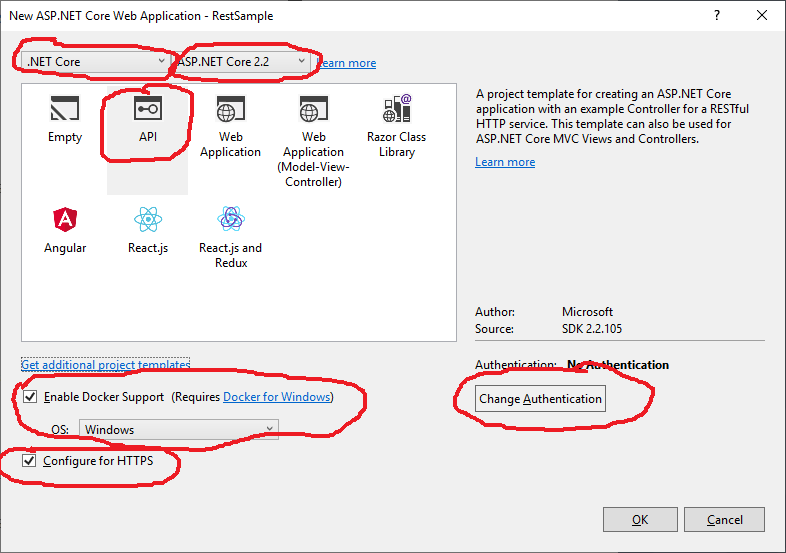 New ASP.NET Core Web Application - RestSample
.NET Core
ASP.NET Core 2.2
Learn more
Empty
API
Web
Application
Web
Application
(Model-View-
Controller)
Razor Class
Library
Angular
React.js
React.js and
Redux
A project template for creating an ASP.NET Core
application with an example Controller for a RESTful
HTTP service. This template can also be used for
ASP.NET Core MVC Views and Controllers.
Learn more
Author: Microsoft
Source: SDK 2.2.105
Get additional project templates
Authentication: No Authentication
Enable Docker Support (Requires Docker for Windows)
Change Authentication
OS: Windows
Configure for HTTPS
OK
Cancel